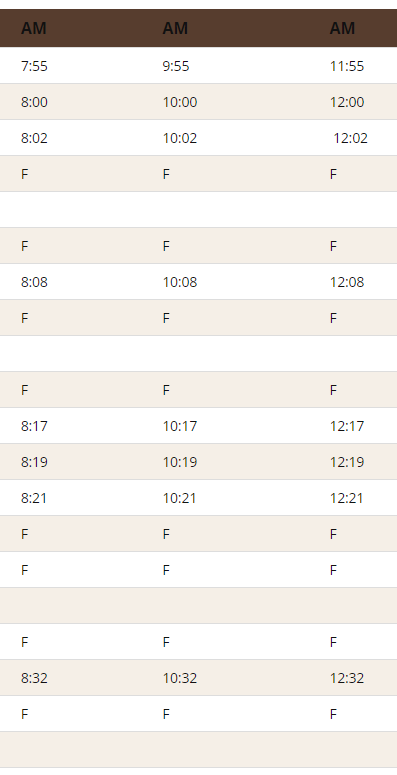 AM AM AM
7:55 9:55 11:55
8:00 10:00 12:00
8:02 10:02 12:02
F F F
F F F
8:08 10:08 12:08
F F F
F F F
8:17 10:17 12:17
8:19 10:19 12:19
8:21 10:21 12:21
F F F
F F F
F F F
8:32 10:32 12:32
F F F